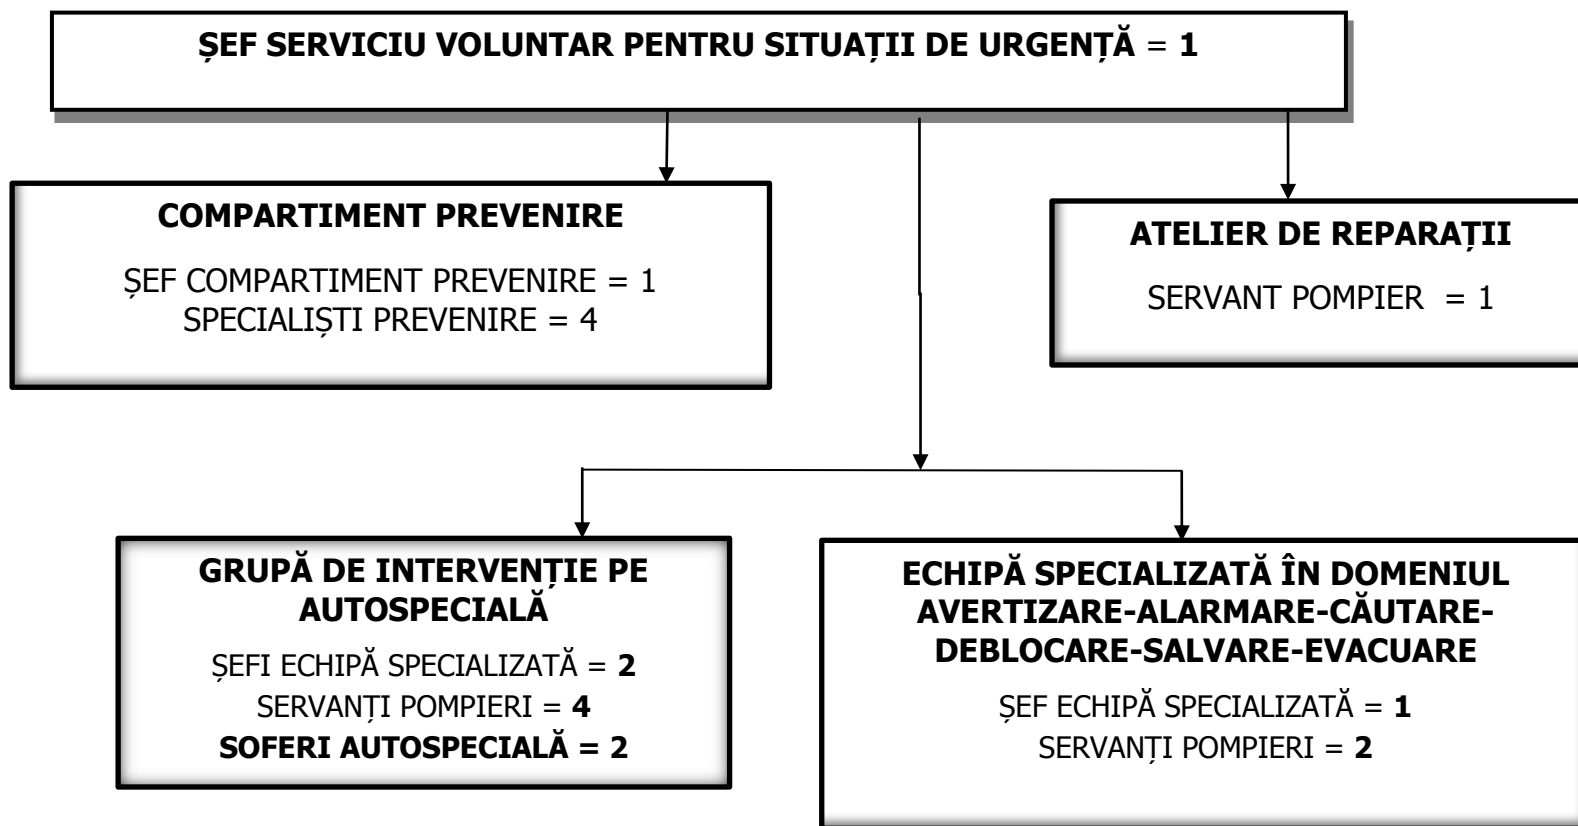 ȘEF SERVICIU VOLUNTAR PENTRU SITUAȚII DE URGENȚĂ = 1
COMPARTIMENT PREVENIRE
ȘEF COMPARTIMENT PREVENIRE = 1
SPECIALIȘTI PREVENIRE = 4
ATELIER DE REPARAȚII
SERVANT POMPIER = 1
GRUPĂ DE INTERVENȚIE PE
AUTOSPECIALĂ
ȘEFI ECHIPĂ SPECIALIZATĂ = 2
SERVANȚI POMPIERI = 4
SOFERI AUTOSPECIALĂ = 2
ECHIPĂ SPECIALIZATĂ ÎN DOMENIUL
AVERTIZARE-ALARMARE-CĂUTARE-
DEBLOCARE-SALVARE-EVACUARE
ȘEF ECHIPĂ SPECIALIZATĂ = 1
SERVANȚI POMPIERI = 2